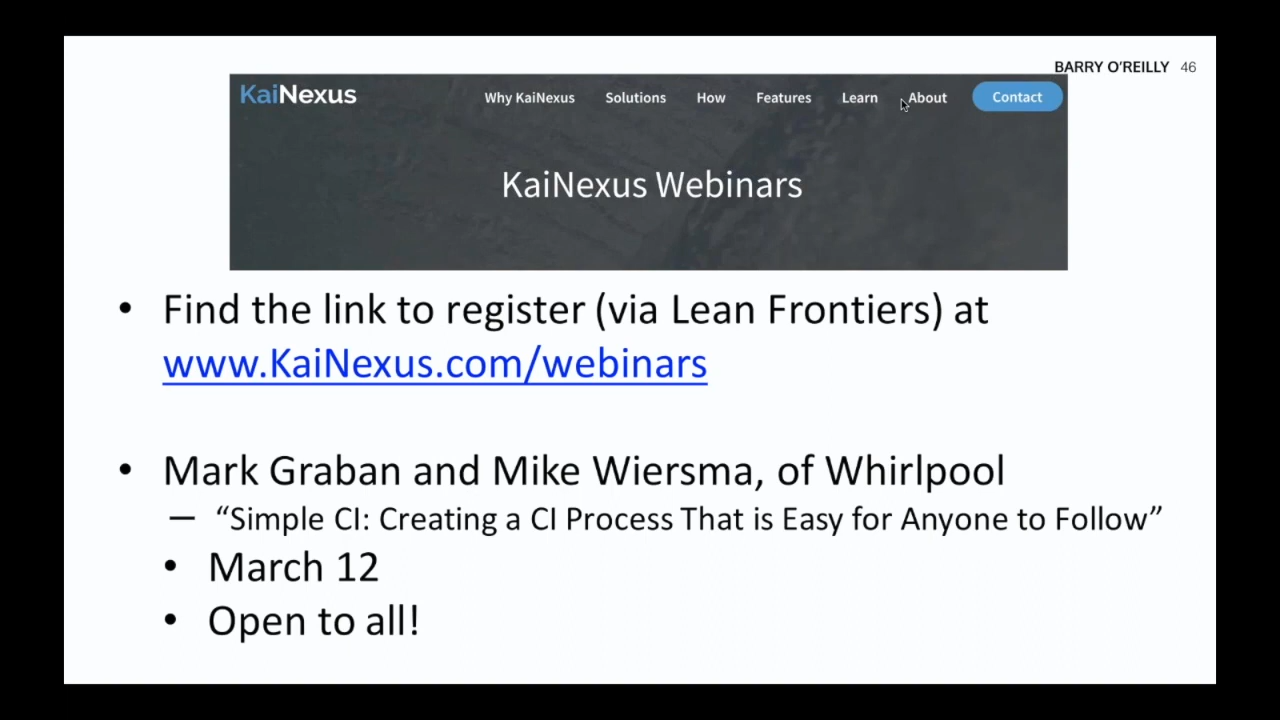 BARRY O'REILLY 46
KaiNexus Why KaiNexus Solutions How Features Learn About Contact
KaiNexus Webinars
• Find the link to register (via Lean Frontiers) at
www.KaiNexus.com/webinars
• Mark Graban and Mike Wiersma, of Whirlpool
– “Simple CI: Creating a CI Process That is Easy for Anyone to Follow”
• March 12
• Open to all!